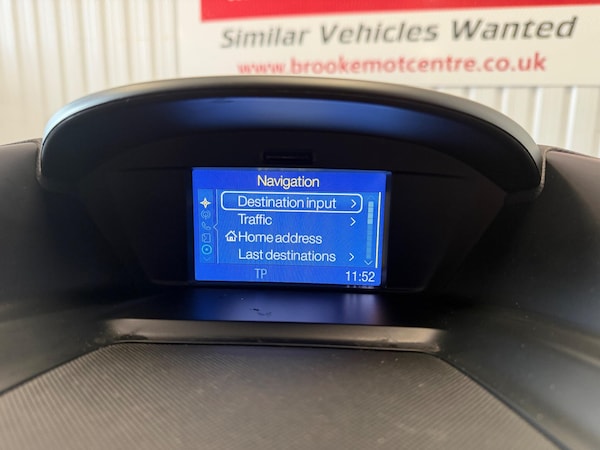 Similar Vehicles Wanted
www.brookemotcentre.co.uk
Navigation
Destination input >
Traffic >
Home address
Last destinations >
TP 11:52